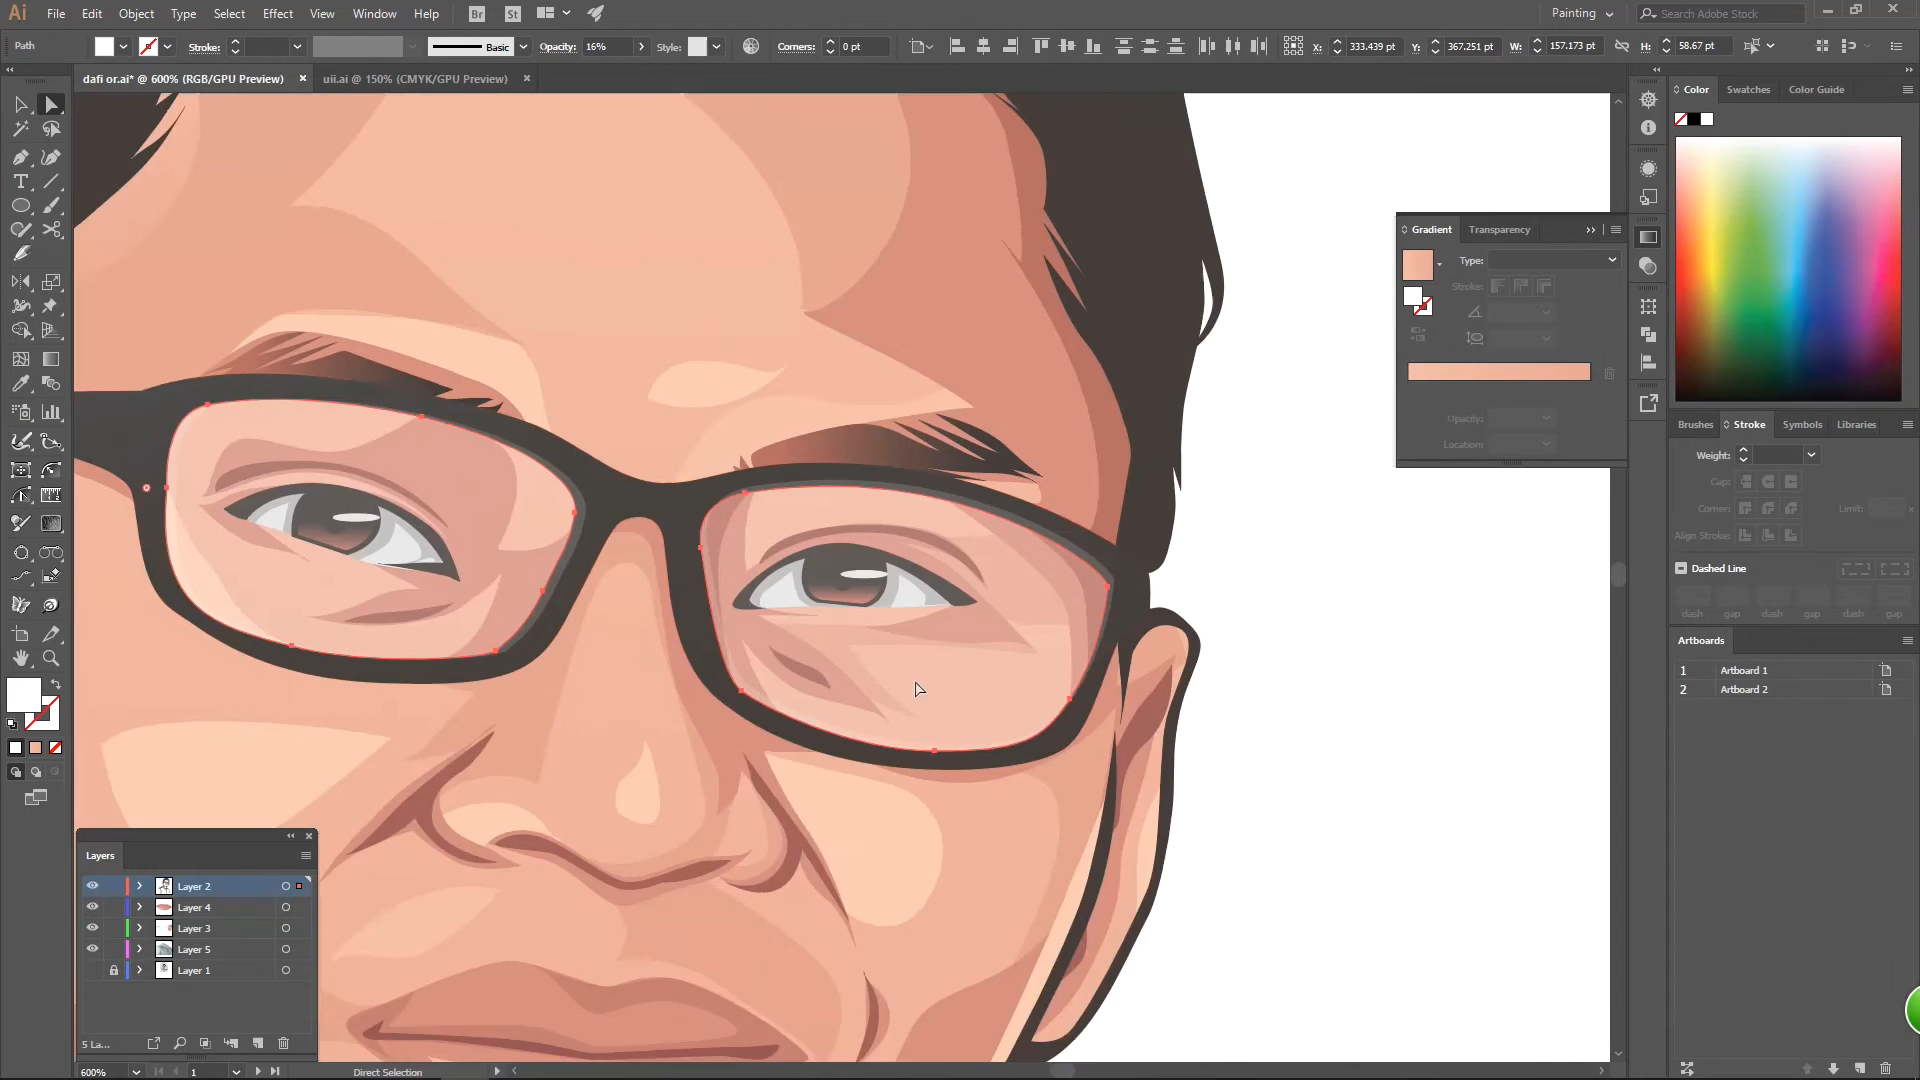 Ai File Edit Object Type Select Effect View Window Help Br St Painting Search Adobe Stock
Path Stroke: Basic Opacity: 16% Style: Corners: 0 pt X: 333.439 pt Y: 367.251 pt W: 157.173 pt H: 58.67 pt
dafi or.ai* @ 600% (RGB/GPU Preview) × uii.ai @ 150% (CMYK/GPU Preview) ×
Color Swatches Color Guide
Gradient Transparency
Type:
Stroke:
Opacity:
Location:
Brushes Stroke Symbols Libraries
Weight:
Cap:
Corner: Limit: x
Align Stroke:
Dashed Line
dash gap dash gap dash gap
Artboards
1 Artboard 1
2 Artboard 2
Layers
Layer 2
Layer 4
Layer 3
Layer 5
Layer 1
5 La...
600% 1 Direct Selection